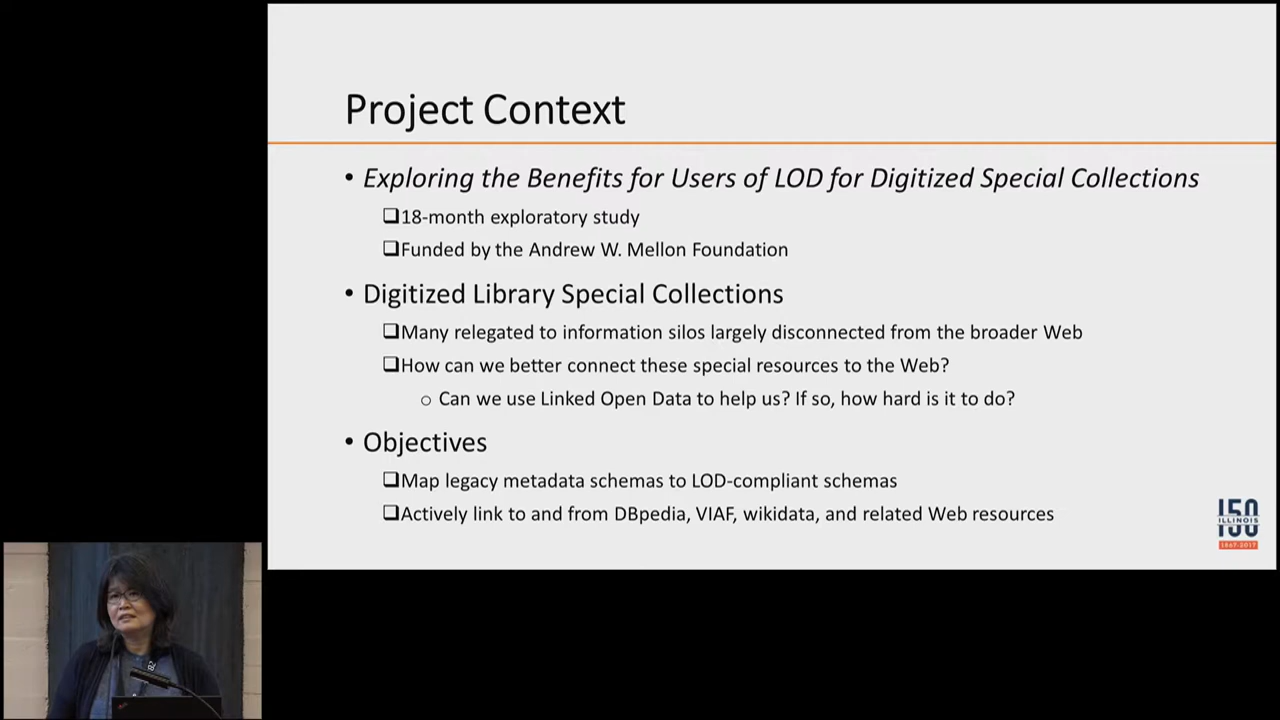 Project Context
• Exploring the Benefits for Users of LOD for Digitized Special Collections
❑18-month exploratory study
❑Funded by the Andrew W. Mellon Foundation
• Digitized Library Special Collections
❑Many relegated to information silos largely disconnected from the broader Web
❑How can we better connect these special resources to the Web?
o Can we use Linked Open Data to help us? If so, how hard is it to do?
• Objectives
❑Map legacy metadata schemas to LOD-compliant schemas
❑Actively link to and from DBpedia, VIAF, wikidata, and related Web resources
150
ILLINOIS
1867-2017